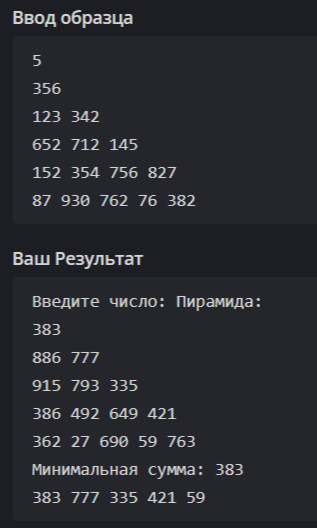 Ввод образца
5
356
123 342
652 712 145
152 354 756 827
87 930 762 76 382
Ваш Результат
Введите число: Пирамида:
383
886 777
915 793 335
386 492 649 421
362 27 690 59 763
Минимальная сумма: 383
383 777 335 421 59